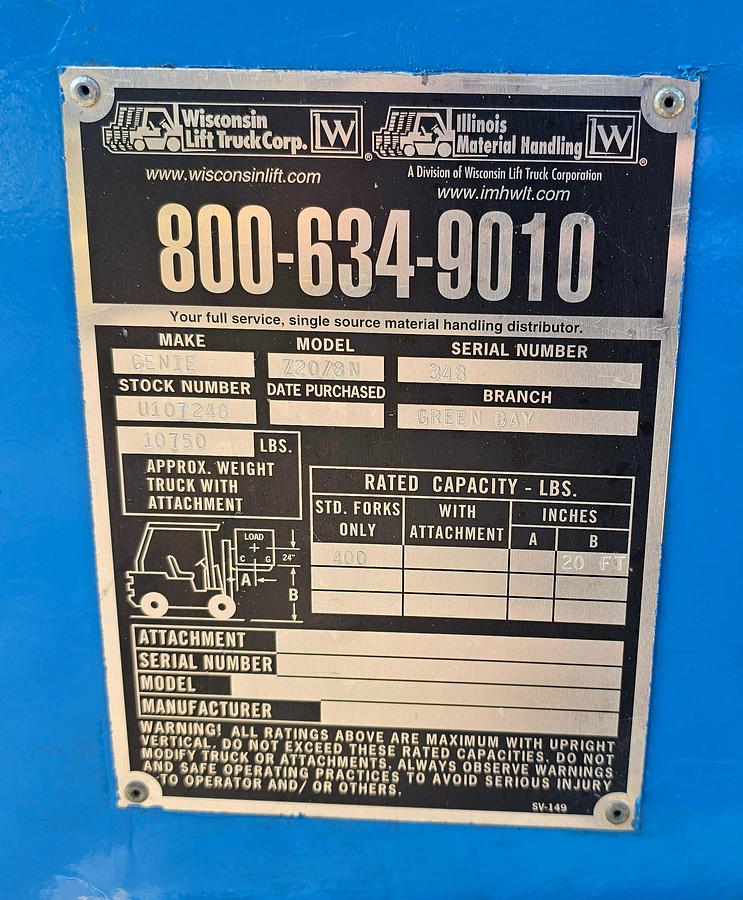 Wisconsin
Lift Truck Corp. LW ®
www.wisconsinlift.com
Illinois
Material Handling LW ®
A Division of Wisconsin Lift Truck Corporation
www.imhwlt.com
800-634-9010
Your full service, single source material handling distributor.
MAKE MODEL SERIAL NUMBER
GENIE Z20/8N 348
STOCK NUMBER DATE PURCHASED BRANCH
U107248 GREEN BAY
10750 LBS.
APPROX. WEIGHT
TRUCK WITH
ATTACHMENT
RATED CAPACITY - LBS.
STD. FORKS
ONLY
WITH
ATTACHMENT
INCHES
A B
400 20 FT
LOAD
C G 24"
A
B
ATTACHMENT
SERIAL NUMBER
MODEL
MANUFACTURER
WARNING! ALL RATINGS ABOVE ARE MAXIMUM WITH UPRIGHT
VERTICAL, DO NOT EXCEED THESE RATED CAPACITIES. DO NOT
MODIFY TRUCK OR ATTACHMENTS. ALWAYS OBSERVE WARNINGS
AND SAFE OPERATING PRACTICES TO AVOID SERIOUS INJURY
TO OPERATOR AND/ OR OTHERS.
SV-149